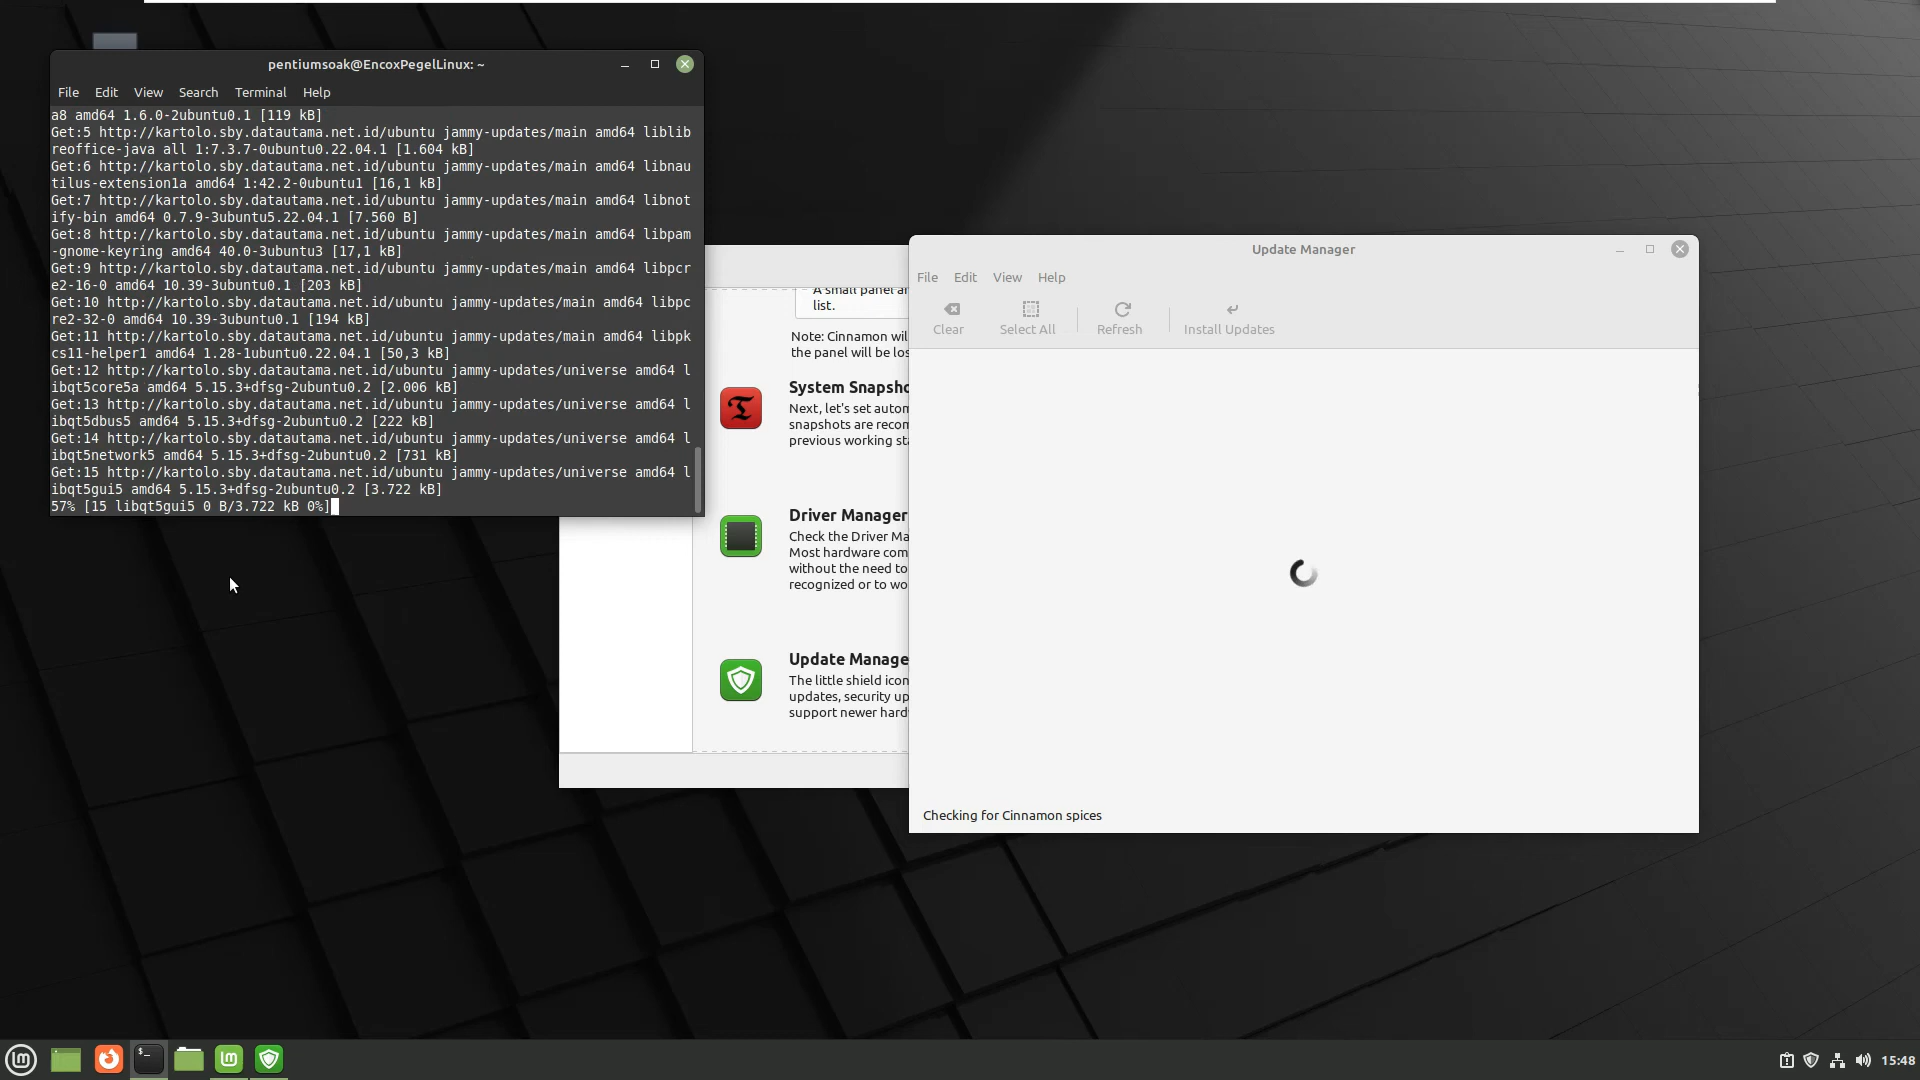 pentiumsoak@EncoxPegelLinux: ~
File Edit View Search Terminal Help
a8 amd64 1.6.0-2ubuntu0.1 [119 kB]
Get:5 http://kartolo.sby.datautama.net.id/ubuntu jammy-updates/main amd64 liblib
reoffice-java all 1:7.3.7-0ubuntu0.22.04.1 [1.604 kB]
Get:6 http://kartolo.sby.datautama.net.id/ubuntu jammy-updates/main amd64 libnau
tilus-extension1a amd64 1:42.2-0ubuntu1 [16,1 kB]
Get:7 http://kartolo.sby.datautama.net.id/ubuntu jammy-updates/main amd64 libnot
ify-bin amd64 0.7.9-3ubuntu5.22.04.1 [7.560 B]
Get:8 http://kartolo.sby.datautama.net.id/ubuntu jammy-updates/main amd64 libpam
-gnome-keyring amd64 40.0-3ubuntu3 [17,1 kB]
Get:9 http://kartolo.sby.datautama.net.id/ubuntu jammy-updates/main amd64 libpcr
e2-16-0 amd64 10.39-3ubuntu0.1 [203 kB]
Get:10 http://kartolo.sby.datautama.net.id/ubuntu jammy-updates/main amd64 libpc
re2-32-0 amd64 10.39-3ubuntu0.1 [194 kB]
Get:11 http://kartolo.sby.datautama.net.id/ubuntu jammy-updates/main amd64 libpk
cs11-helper1 amd64 1.28-1ubuntu0.22.04.1 [50,3 kB]
Get:12 http://kartolo.sby.datautama.net.id/ubuntu jammy-updates/universe amd64 l
ibqt5core5a amd64 5.15.3+dfsg-2ubuntu0.2 [2.006 kB]
Get:13 http://kartolo.sby.datautama.net.id/ubuntu jammy-updates/universe amd64 l
ibqt5dbus5 amd64 5.15.3+dfsg-2ubuntu0.2 [222 kB]
Get:14 http://kartolo.sby.datautama.net.id/ubuntu jammy-updates/universe amd64 l
ibqt5network5 amd64 5.15.3+dfsg-2ubuntu0.2 [731 kB]
Get:15 http://kartolo.sby.datautama.net.id/ubuntu jammy-updates/universe amd64 l
ibqt5gui5 amd64 5.15.3+dfsg-2ubuntu0.2 [3.722 kB]
57% [15 libqt5gui5 0 B/3.722 kB 0%]
A small panel ar
list.
Note: Cinnamon wil
the panel will be los
System Snapsho
Next, let's set autom
snapshots are recom
previous working sta
Driver Manager
Check the Driver Ma
Most hardware com
without the need to
recognized or to wo
Update Manage
The little shield icon
updates, security up
support newer hard
Update Manager
File Edit View Help
Clear Select All Refresh Install Updates
Checking for Cinnamon spices
15:48